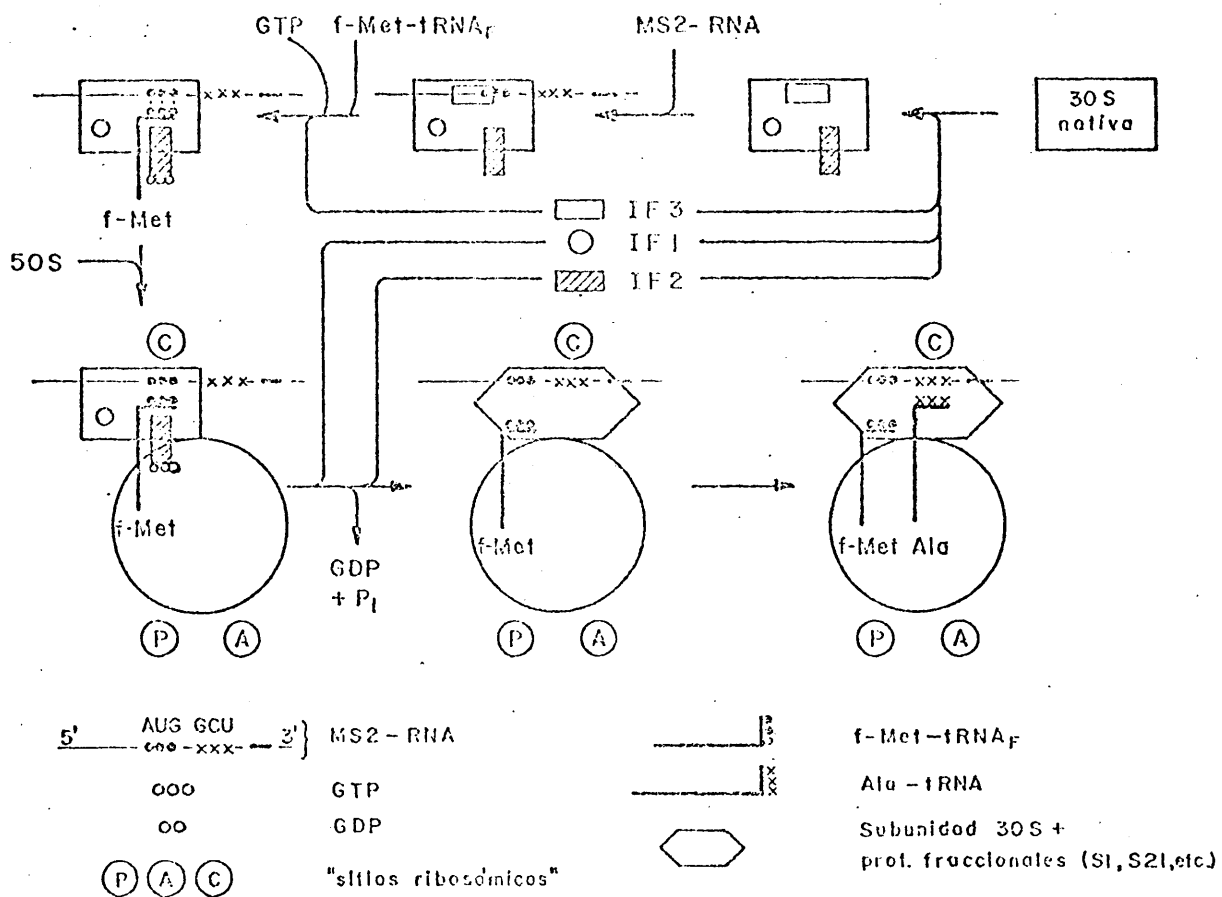 GTP f-Met-tRNAF MS2-RNA
30S
nativa
f-Met
IF3
IF1
IF2
50S
C C C
f-Met f-Met f-Met Ala
GDP
+ Pi
P A P A P A
5' AUG GCU 3' MS2-RNA
xxx
GTP
GDP
P A C "sitios ribosómicos"
f-Met-tRNAF
Ala-tRNA
Subunidad 30S +
prot. fraccionales (S1, S21, etc.)